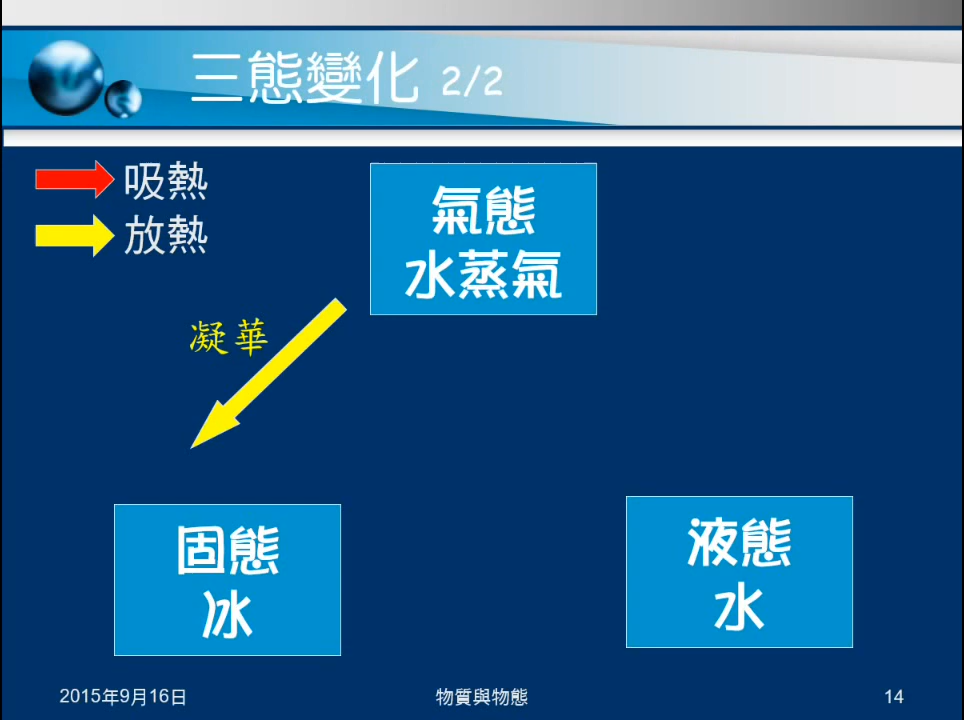 三態變化 2/2
吸熱
放熱
氣態
水蒸氣
凝華
固態
冰
液態
水
2015年9月16日
物質與物態
14